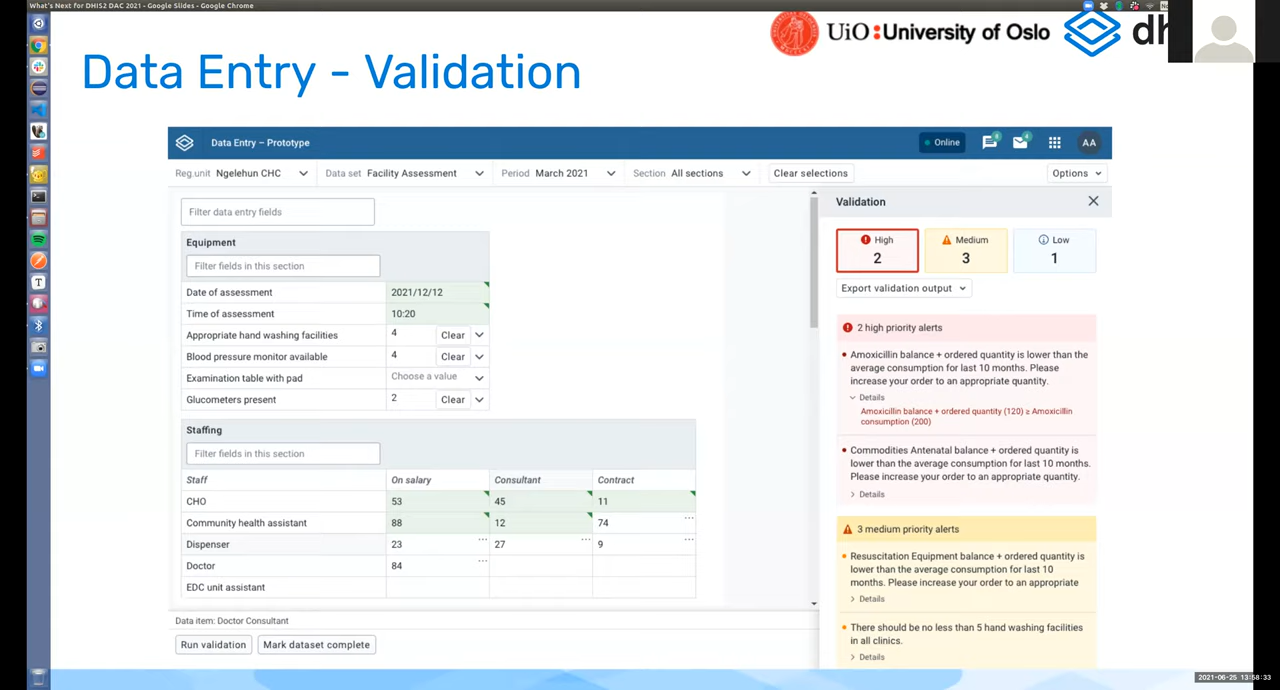 What's Next for DHIS2 DAC 2021 - Google Slides - Google Chrome
Data Entry - Validation
UiO : University of Oslo
dh
Data Entry – Prototype
Online
8
4
AA
Reg.unit Ngelehun CHC
Data set Facility Assessment
Period March 2021
Section All sections
Clear selections
Options
Filter data entry fields
Equipment
Filter fields in this section
Date of assessment 2021/12/12
Time of assessment 10:20
Appropriate hand washing facilities 4 Clear
Blood pressure monitor available 4 Clear
Examination table with pad Choose a value
Glucometers present 2 Clear
Staffing
Filter fields in this section
Staff On salary Consultant Contract
CHO 53 45 11
Community health assistant 88 12 74
Dispenser 23 27 9
Doctor 84
EDC unit assistant
Data item: Doctor Consultant
Run validation
Mark dataset complete
Validation
High
2
Medium
3
Low
1
Export validation output
2 high priority alerts
Amoxicillin balance + ordered quantity is lower than the
average consumption for last 10 months. Please
increase your order to an appropriate quantity.
Details
Amoxicillin balance + ordered quantity (120) ≥ Amoxicillin
consumption (200)
Commodities Antenatal balance + ordered quantity is
lower than the average consumption for last 10 months.
Please increase your order to an appropriate quantity.
Details
3 medium priority alerts
Resuscitation Equipment balance + ordered quantity is
lower than the average consumption for last 10
months. Please increase your order to an appropriate
Details
There should be no less than 5 hand washing facilities
in all clinics.
Details
2021-06-25 13:58:33